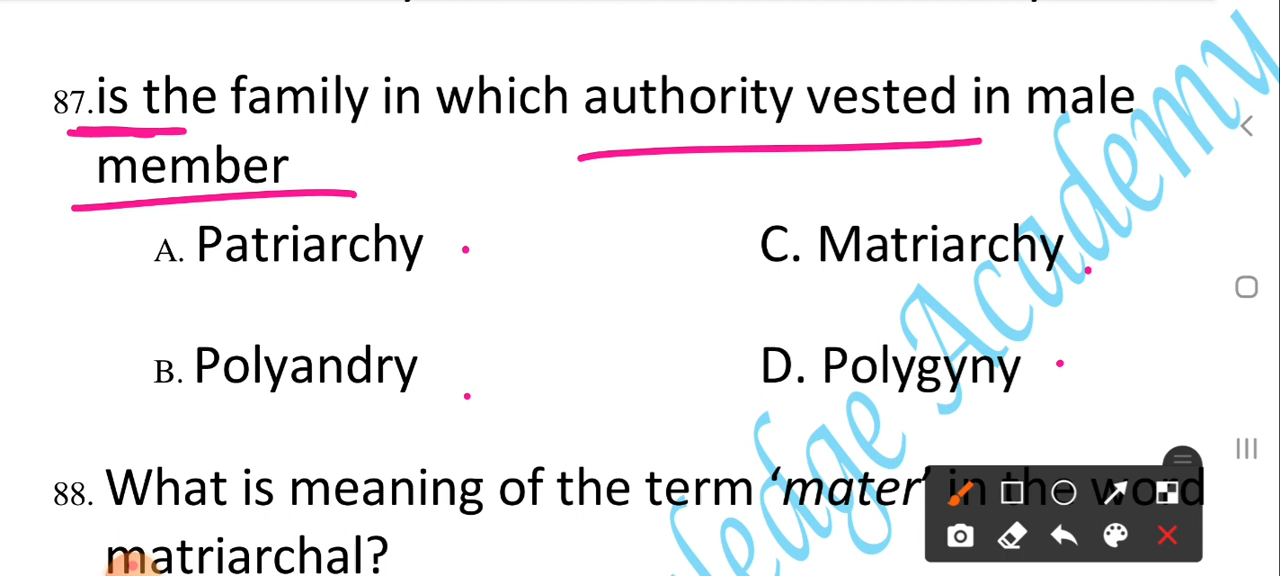 87.is the family in which authority vested in male
member
A. Patriarchy C. Matriarchy
B. Polyandry D. Polygyny
88. What is meaning of the term ‘mater’ in the word
matriarchal?
Academy